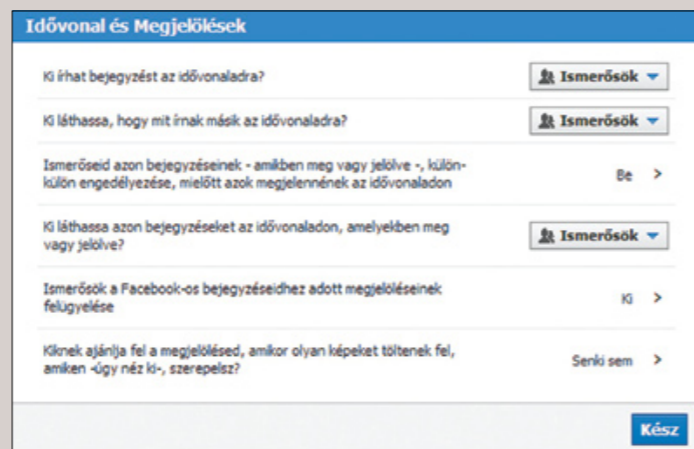 Idővonal és Megjelölések
Ki írhat bejegyzést az idővonaladra?
Ismerősök
Ki láthassa, hogy mit írnak másik az idővonaladra?
Ismerősök
Ismerőseid azon bejegyzéseinek - amikben meg vagy jelölve -, külön-
külön engedélyezése, mielőtt azok megjelennének az idővonaladon
Be >
Ki láthassa azon bejegyzéseket az idővonaladon, amelyekben meg
vagy jelölve?
Ismerősök
Ismerősök a Facebook-os bejegyzéseidhez adott megjelöléseinek
felügyelése
Ki >
Kiknek ajánlja fel a megjelölésed, amikor olyan képeket töltenek fel,
amiken -úgy néz ki-, szerepelsz?
Senki sem >
Kész